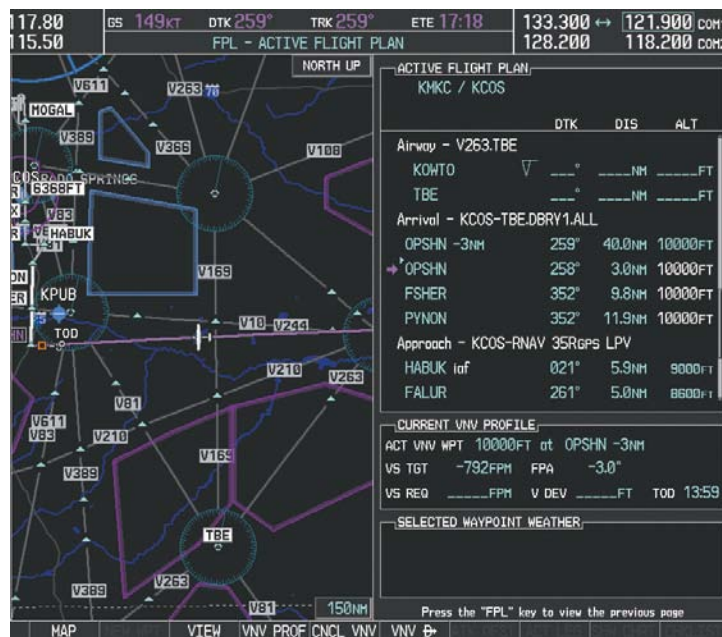 117.80 GS 149KT DTK 259° TRK 259° ETE 17:18 133.300 ↔ 121.900 COM1
115.50 FPL – ACTIVE FLIGHT PLAN 128.200 118.200 COM2
NORTH UP
V611
V263
MOGAL
V389
V366
V108
6368FT
V83
HABUK
V81
V169
KPUB
TOD
V10
V244
V210
V263
V81
V611
V83
V210
V169
V389
TBE
V389
V263
V81
150NM
ACTIVE FLIGHT PLAN
KMKC / KCOS
DTK DIS ALT
Airway – V263.TBE
KOWTO ___° ____NM _____FT
TBE ___° ____NM _____FT
Arrival – KCOS-TBE.DBRY1.ALL
OPSHN -3NM 259° 40.0NM 10000FT
OPSHN 258° 3.0NM 10000FT
FSHER 352° 9.8NM 10000FT
PYNON 352° 11.9NM 10000FT
Approach – KCOS-RNAV 35RGPS LPV
HABUK iaf 021° 5.9NM 9000FT
FALUR 261° 5.0NM 8600FT
CURRENT VNV PROFILE
ACT VNV WPT 10000FT at OPSHN -3NM
VS TGT -792FPM FPA -3.0°
VS REQ _____FPM V DEV _____FT TOD 13:59
SELECTED WAYPOINT WEATHER
Press the "FPL" key to view the previous page
MAP VIEW VNV PROF CNCL VNV VNV D